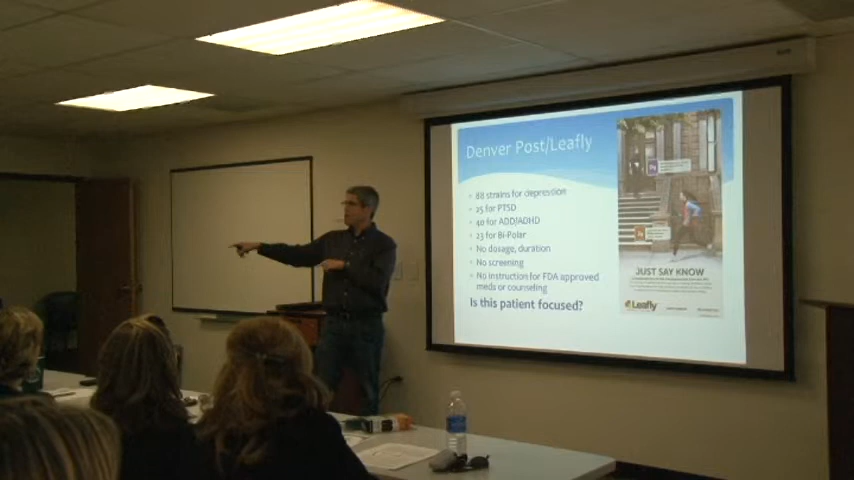 Denver Post/Leafly
88 strains for depression
25 for PTSD
40 for ADD/ADHD
23 for Bi-Polar
No dosage, duration
No screening
No instruction for FDA approved
meds or counseling
Is this patient focused?
JUST SAY KNOW
Leafly